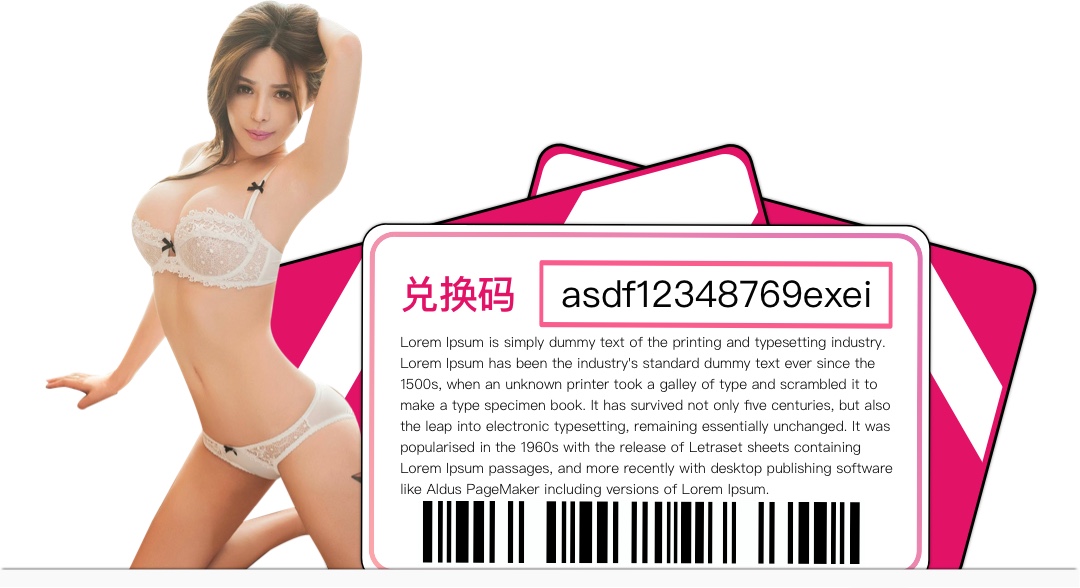 兑换码 asdf12348769exei
Lorem Ipsum is simply dummy text of the printing and typesetting industry.
Lorem Ipsum has been the industry's standard dummy text ever since the
1500s, when an unknown printer took a galley of type and scrambled it to
make a type specimen book. It has survived not only five centuries, but also
the leap into electronic typesetting, remaining essentially unchanged. It was
popularised in the 1960s with the release of Letraset sheets containing
Lorem Ipsum passages, and more recently with desktop publishing software
like Aldus PageMaker including versions of Lorem Ipsum.